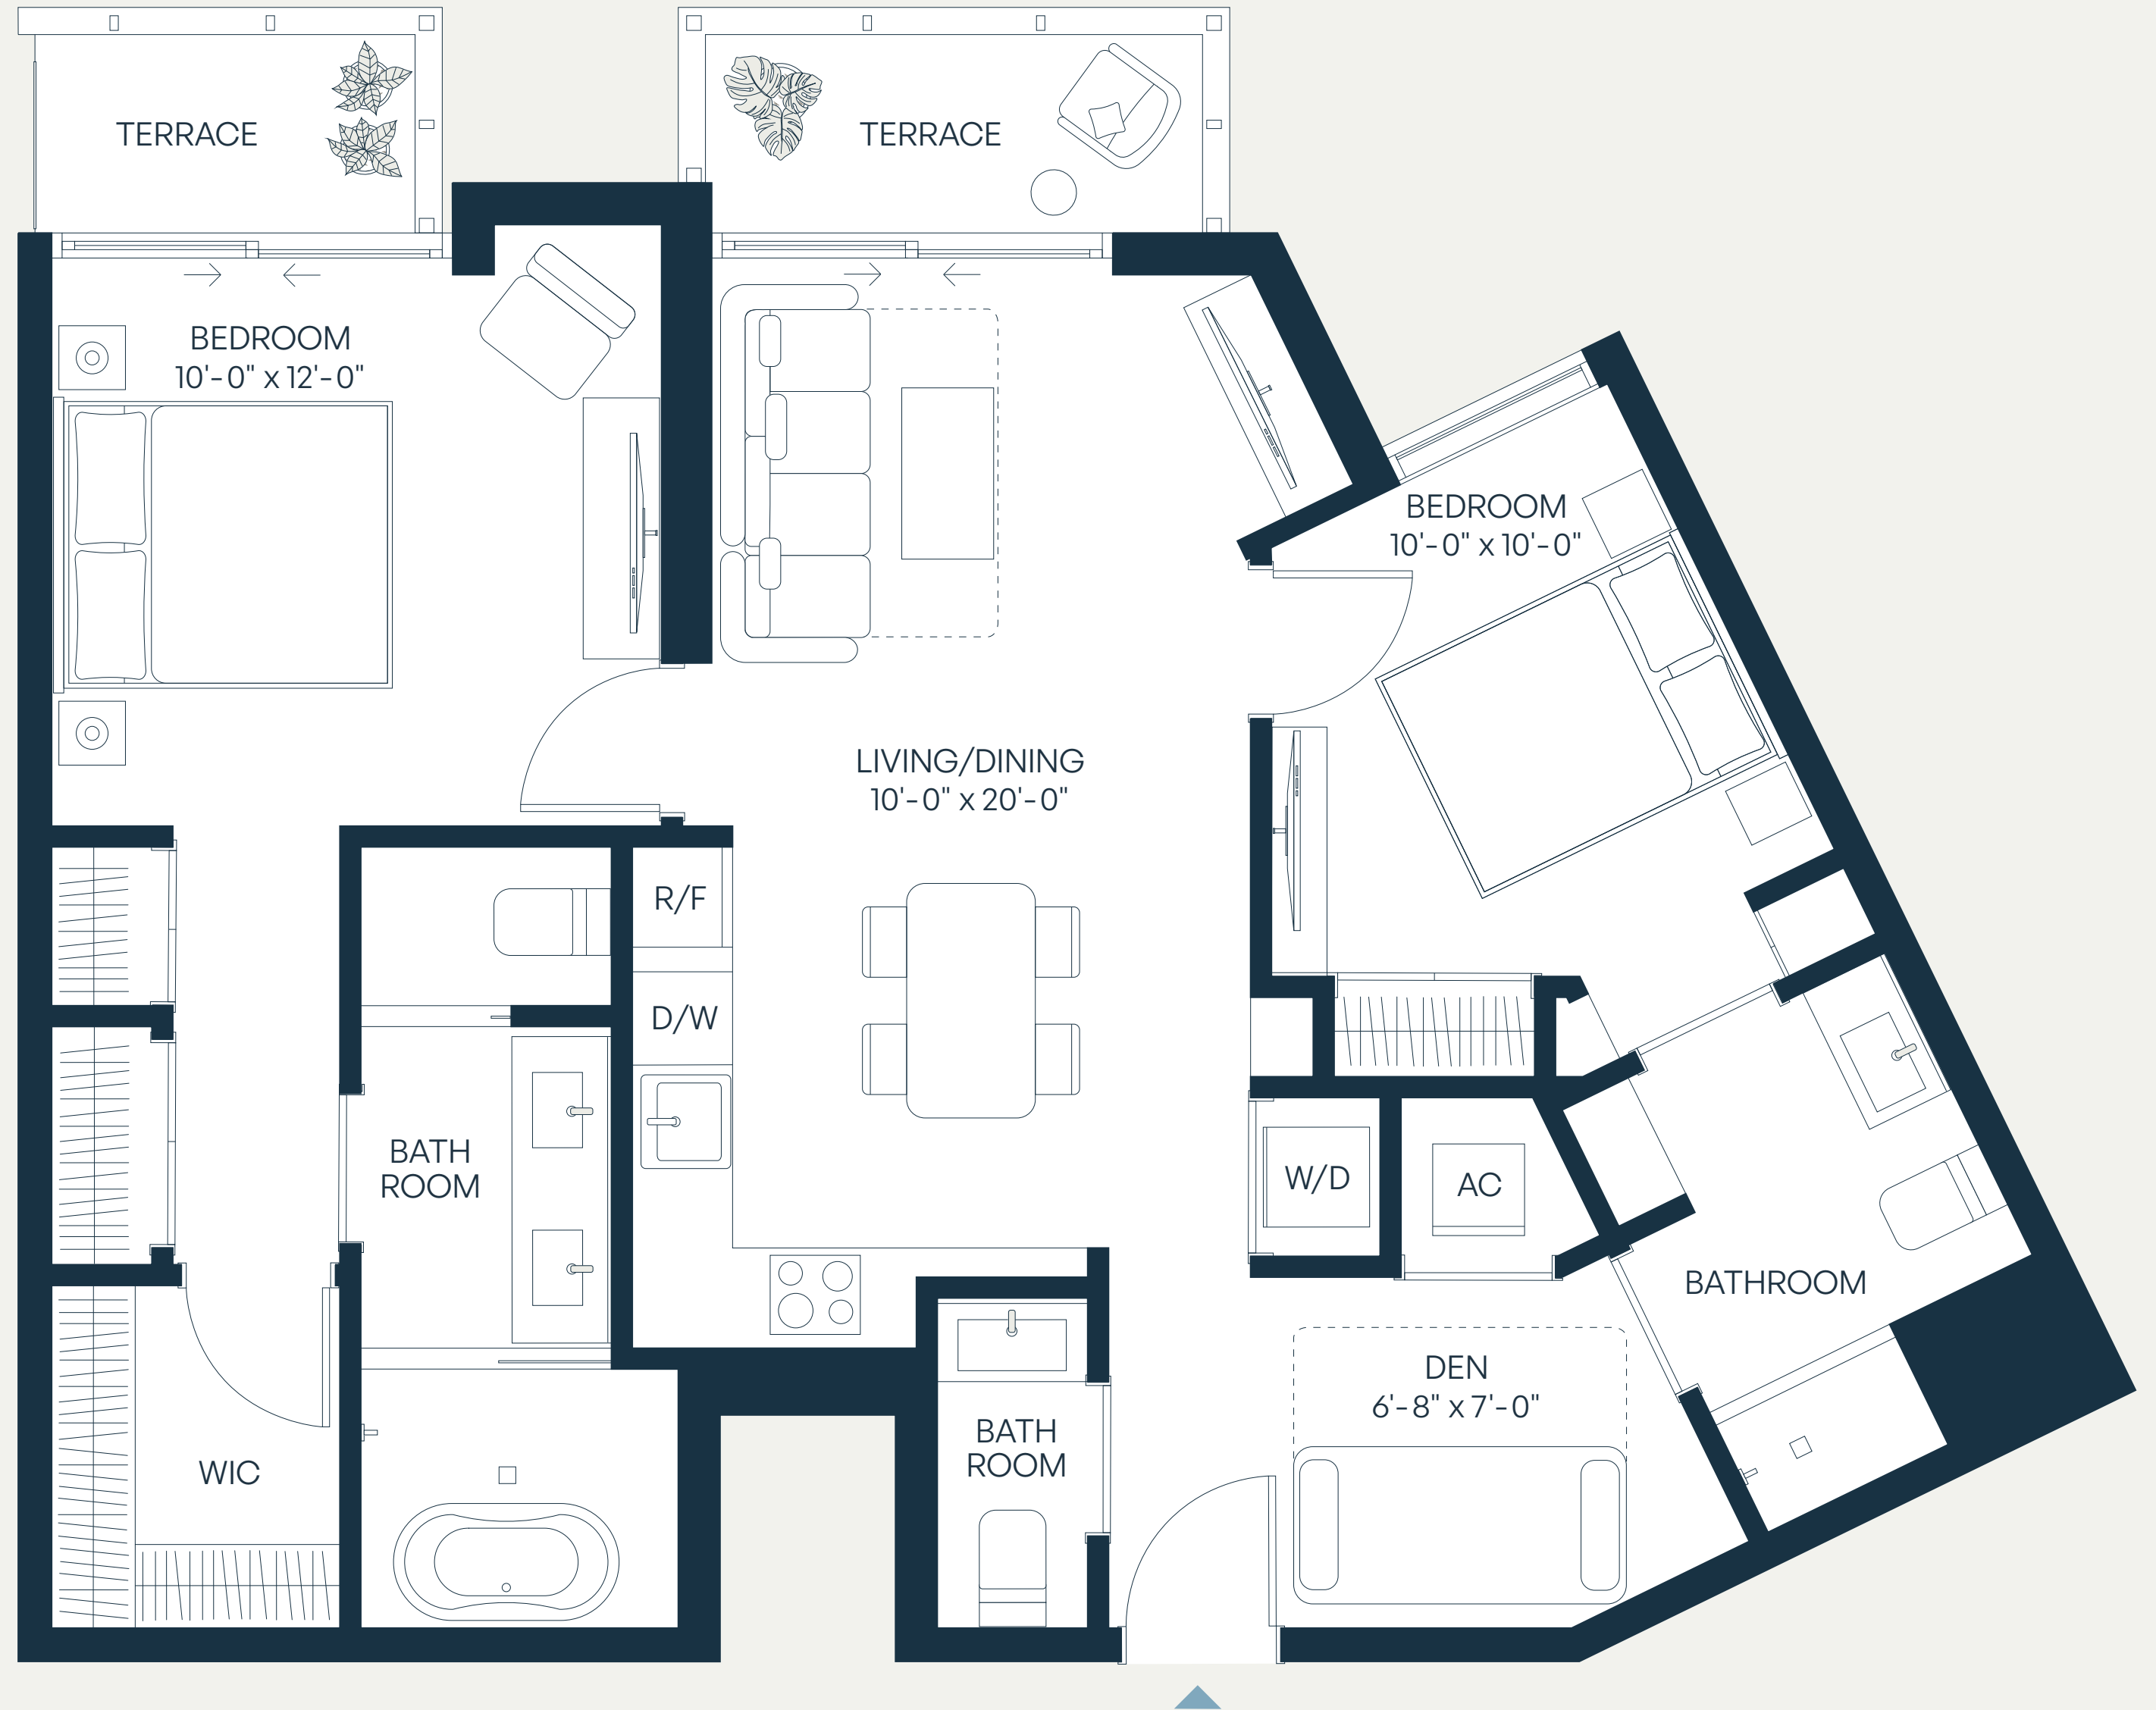 TERRACE
TERRACE
BEDROOM
10'-0" x 12'-0"
BEDROOM
10'-0" x 10'-0"
LIVING/DINING
10'-0" x 20'-0"
R/F
D/W
BATH
ROOM
W/D
AC
BATHROOM
DEN
6'-8" x 7'-0"
BATH
ROOM
WIC